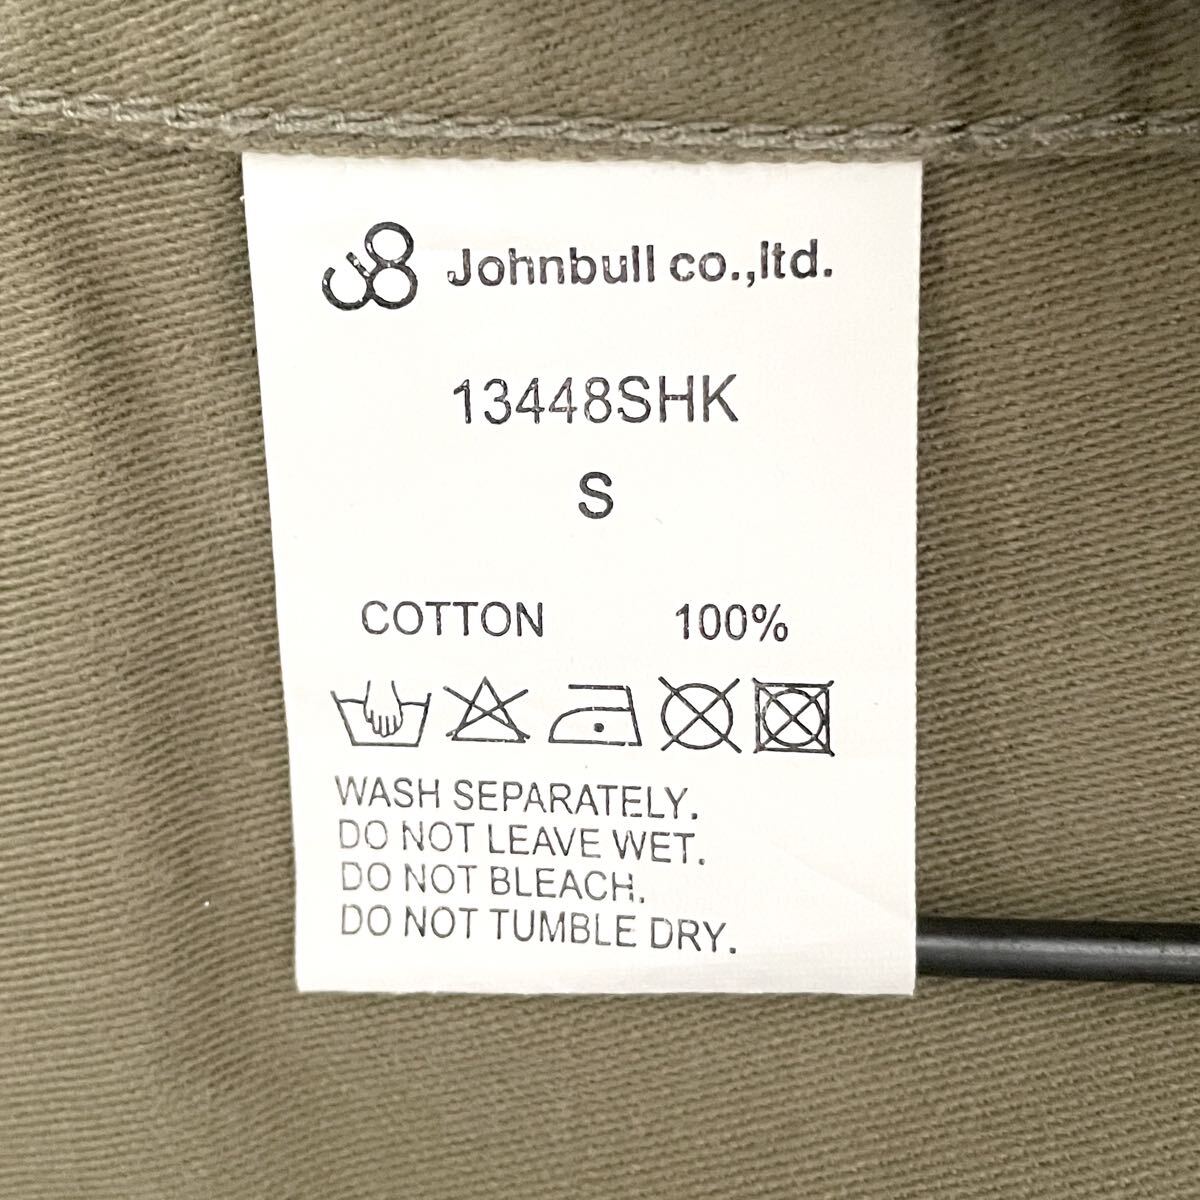 Johnbull co.,ltd.
13448SHK
S
COTTON 100%
WASH SEPARATELY.
DO NOT LEAVE WET.
DO NOT BLEACH.
DO NOT TUMBLE DRY.